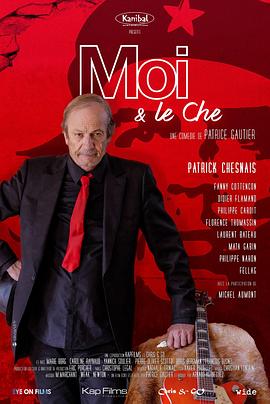 Kanibal
PRESENTE
Moi
& le Che
UNE COMÉDIE DE PATRICE GAUTIER
PATRICK CHESNAIS
FANNY COTTENÇON
DIDIER FLAMAND
PHILIPPE CAROIT
FLORENCE THOMASSIN
LAURENT BATEAU
MATA GABIN
PHILIPPE NAHON
FELLAG
AVEC LA PARTICIPATION DE
MICHEL AUMONT
EYE ON FILMS
Kap Films
Chris & Co...
wide